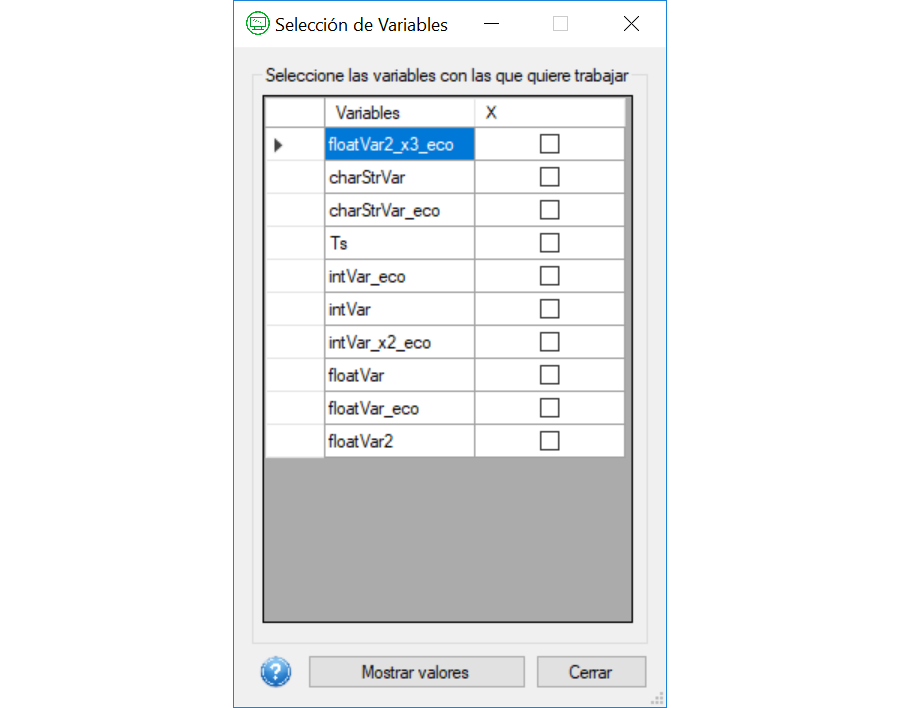 Selección de Variables
Seleccione las variables con las que quiere trabajar
Variables X
floatVar2_x3_eco
charStrVar
charStrVar_eco
Ts
intVar_eco
intVar
intVar_x2_eco
floatVar
floatVar_eco
floatVar2
? Mostrar valores Cerrar